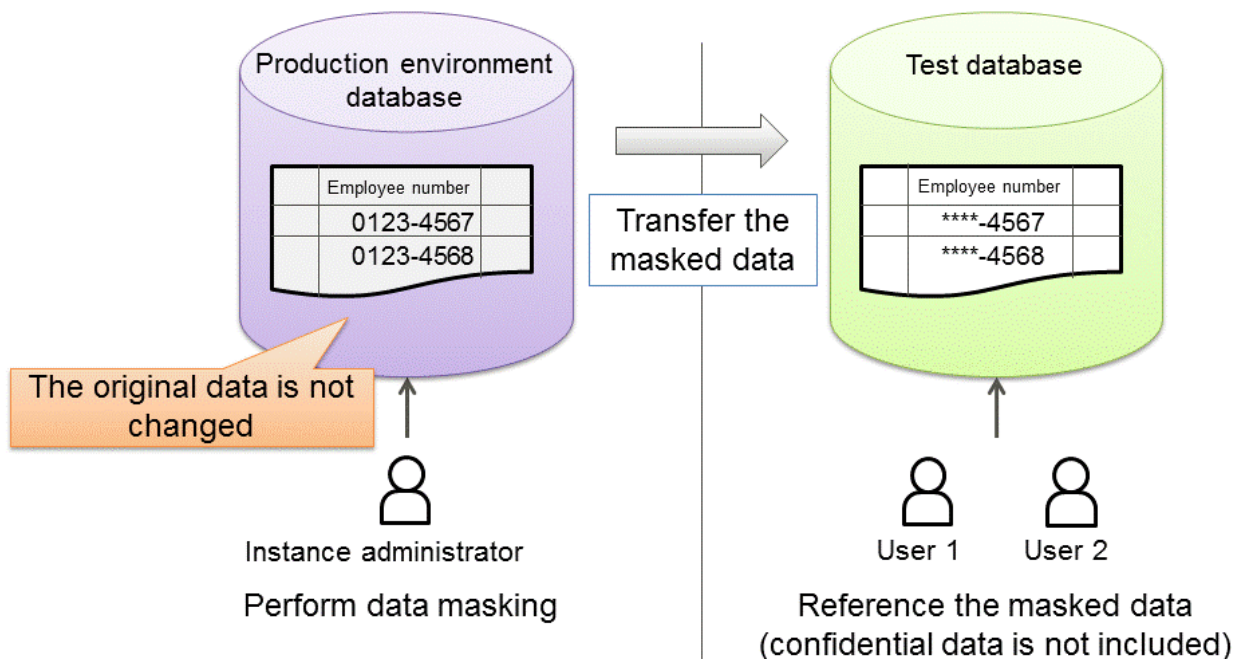 Production environment
database
Employee number
0123-4567
0123-4568
The original data is not
changed
Instance administrator
Perform data masking
Transfer the
masked data
Test database
Employee number
****-4567
****-4568
User 1
User 2
Reference the masked data
(confidential data is not included)